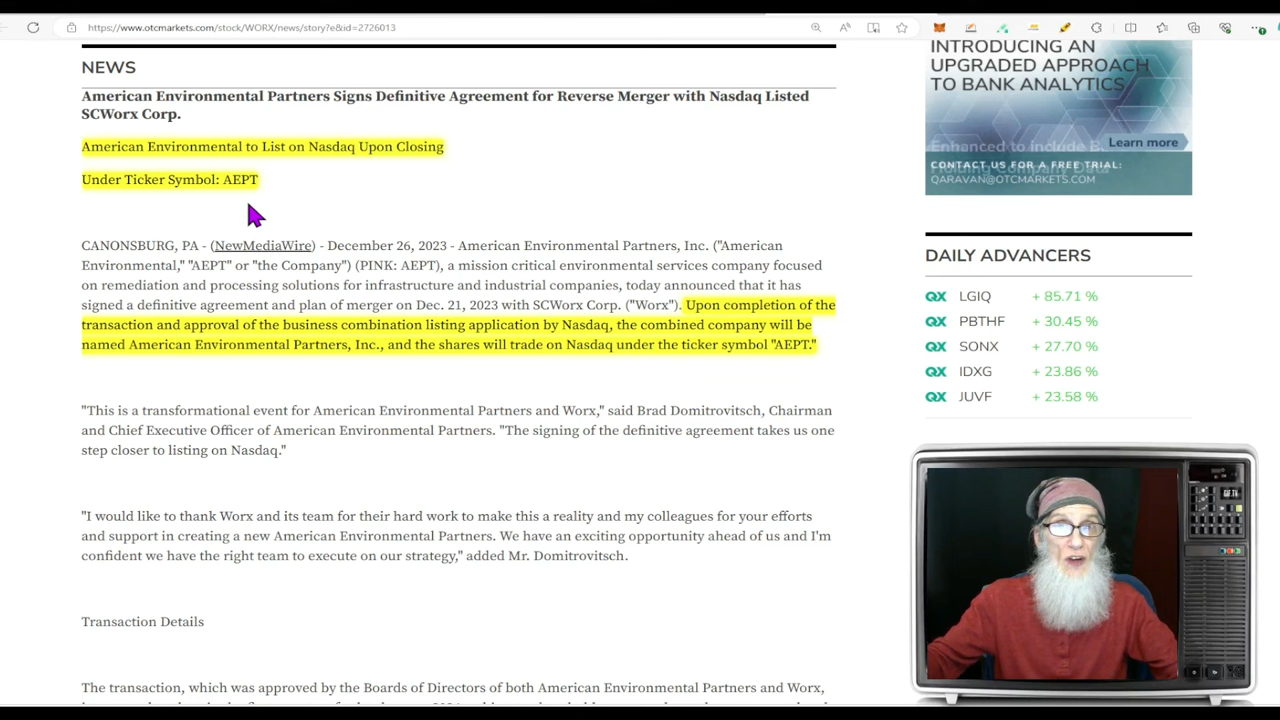 https://www.otcmarkets.com/stock/WORX/news/story?e&id=2726013
NEWS
American Environmental Partners Signs Definitive Agreement for Reverse Merger with Nasdaq Listed
SCWorx Corp.
American Environmental to List on Nasdaq Upon Closing
Under Ticker Symbol: AEPT
CANONSBURG, PA - (NewMediaWire) - December 26, 2023 - American Environmental Partners, Inc. ("American
Environmental," "AEPT" or "the Company") (PINK: AEPT), a mission critical environmental services company focused
on remediation and processing solutions for infrastructure and industrial companies, today announced that it has
signed a definitive agreement and plan of merger on Dec. 21, 2023 with SCWorx Corp. ("Worx"). Upon completion of the
transaction and approval of the business combination listing application by Nasdaq, the combined company will be
named American Environmental Partners, Inc., and the shares will trade on Nasdaq under the ticker symbol "AEPT."
"This is a transformational event for American Environmental Partners and Worx," said Brad Domitrovitsch, Chairman
and Chief Executive Officer of American Environmental Partners. "The signing of the definitive agreement takes us one
step closer to listing on Nasdaq."
"I would like to thank Worx and its team for their hard work to make this a reality and my colleagues for your efforts
and support in creating a new American Environmental Partners. We have an exciting opportunity ahead of us and I'm
confident we have the right team to execute on our strategy," added Mr. Domitrovitsch.
Transaction Details
The transaction, which was approved by the Boards of Directors of both American Environmental Partners and Worx,
INTRODUCING AN
UPGRADED APPROACH
TO BANK ANALYTICS
Enhanced to include B
Learn more
Holding Company Data
CONTACT US FOR A FREE TRIAL:
QARAVAN@OTCMARKETS.COM
DAILY ADVANCERS
QX LGIQ + 85.71 %
QX PBTHF + 30.45 %
QX SONX + 27.70 %
QX IDXG + 23.86 %
QX JUVF + 23.58 %